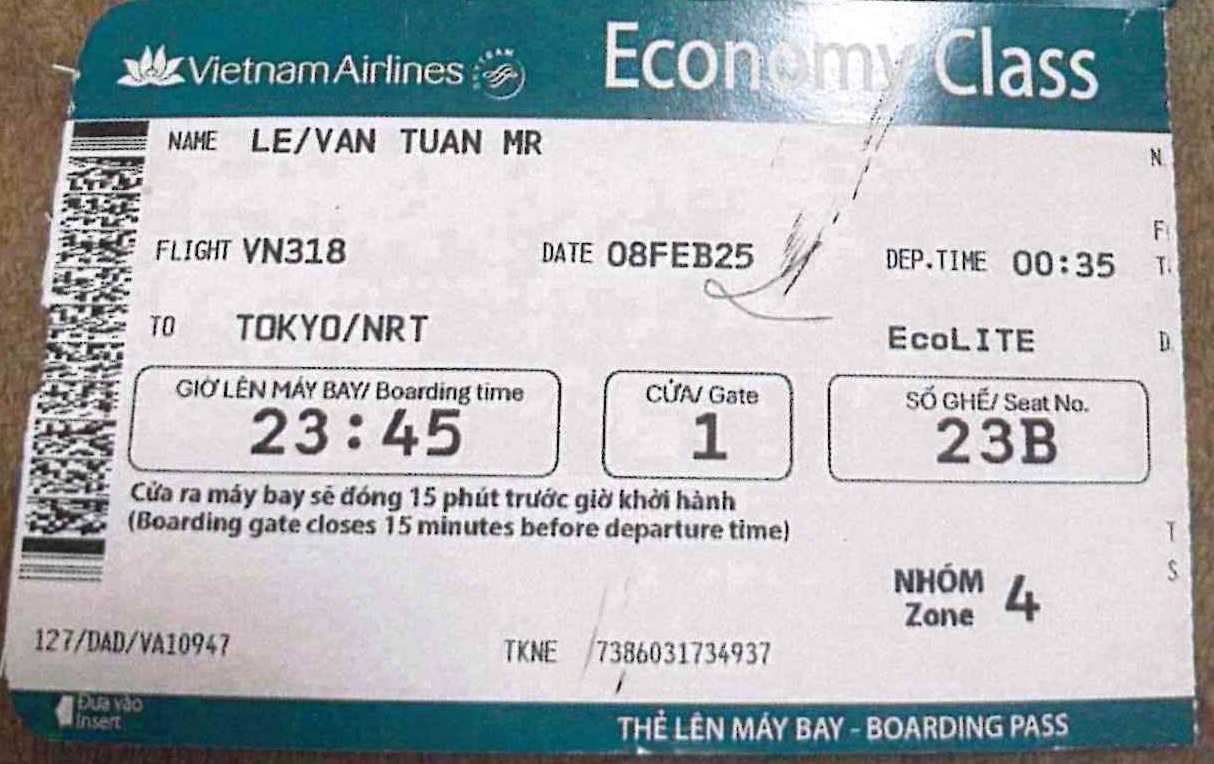 Vietnam Airlines SKYTEAM Economy Class
NAME LE/VAN TUAN MR
N
FLIGHT VN318 DATE 08FEB25 DEP.TIME 00:35
F
T
TO TOKYO/NRT EcoLITE D
GIỜ LÊN MÁY BAY/ Boarding time CỬA/ Gate SỐ GHẾ/ Seat No.
23:45 1 23B
Cửa ra máy bay sẽ đóng 15 phút trước giờ khởi hành
(Boarding gate closes 15 minutes before departure time)
T
S
NHÓM
Zone 4
127/DAD/VA10947 TKNE 7386031734937
Đưa vào
Insert
THẺ LÊN MÁY BAY - BOARDING PASS